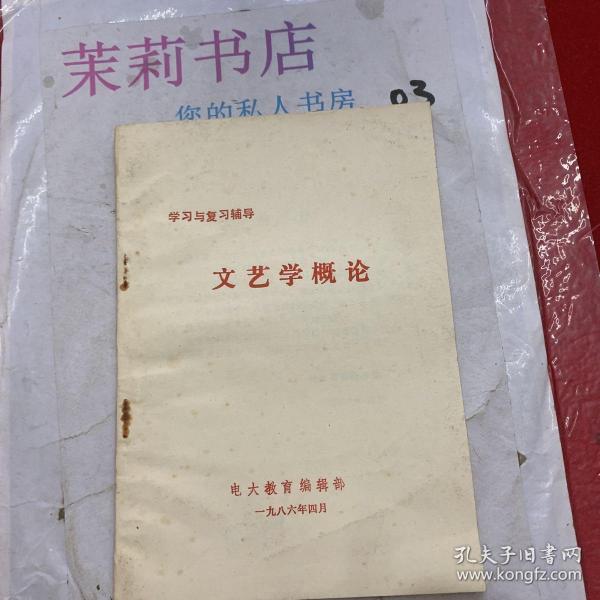 茉莉书店
您的私人书房
03
学习与复习辅导
文艺学概论
电大教育编辑部
一九八六年四月
孔夫子旧书网
www.kongfz.com